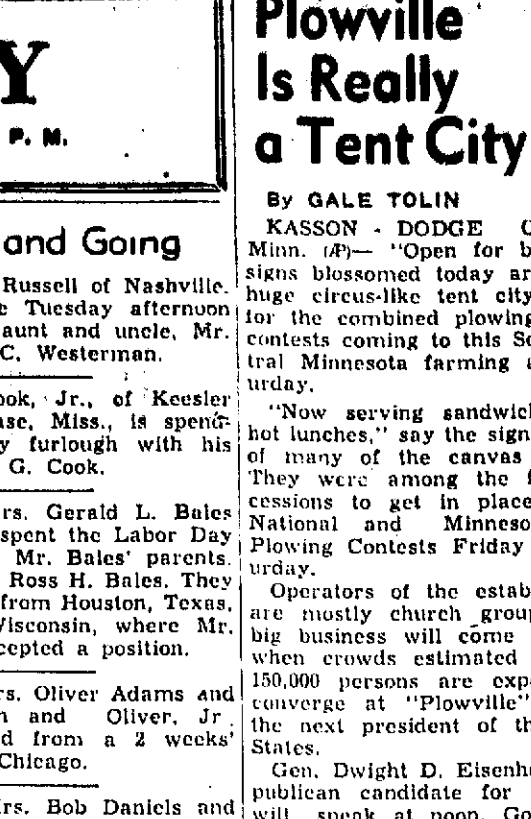 Y
P. M.
and Going
Russell of Nashville.
Tuesday afternoon
aunt and uncle, Mr.
C. Westerman.
ook, Jr., of Keesler
ase, Miss., is spend-
y furlough with his
G. Cook.
rs. Gerald L. Bales
spent the Labor Day
Mr. Bales' parents.
Ross H. Bales. They
from Houston, Texas,
Wisconsin, where Mr.
cepted a position.
rs. Oliver Adams and
n and Oliver, Jr.
d from a 2 weeks'
Chicago.
Mrs. Bob Daniels and
Plowville
Is Really
a Tent City
By GALE TOLIN
KASSON - DODGE C
Minn. (AP)— "Open for b
signs blossomed today ar
huge circus-like tent city
for the combined plowing
contests coming to this So
tral Minnesota farming a
urday.
"Now serving sandwich
hot lunches," say the sign
of many of the canvas
They were among the f
cessions to get in place
National and Minneso
Plowing Contests Friday
urday.
Operators of the estab
are mostly church group
big business will come
when crowds estimated
150,000 persons are exp
converge at "Plowville"
the next president of th
States.
Gen. Dwight D. Eisenh
publican candidate for
will speak at noon. Go